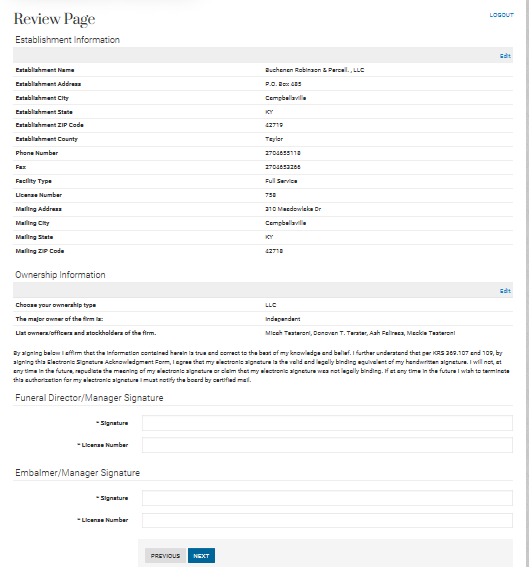 Review Page
LOGOUT
Establishment Information
Edit
Establishment Name Buchanan Robinson & Parcell. , LLC
Establishment Address P.O. Box 485
Establishment City Campbellsville
Establishment State KY
Establishment ZIP Code 42719
Establishment County Taylor
Phone Number 2704655118
Fax 2704653266
Facility Type Full Service
License Number 758
Mailing Address 310 Meadowlake Dr
Mailing City Campbellsville
Mailing State KY
Mailing ZIP Code 42718
Ownership Information
Edit
Choose your ownership type LLC
The major owner of the firm is: Independent
List owners/officers and stockholders of the firm. Micah Testeroni, Donovan T. Terster, Ash Fellness, Mackie Testeroni
By signing below I affirm that the information contained herein is true and correct to the best of my knowledge and belief. I further understand that per KRS 369.107 and 109, by
signing this Electronic Signature Acknowledgment Form, I agree that my electronic signature is the valid and legally binding equivalent of my handwritten signature. I will not, at
any time in the future, repudiate the meaning of my electronic signature or claim that my electronic signature was not legally binding. If at any time in the future I wish to terminate
this authorization for my electronic signature I must notify the board by certified mail.
Funeral Director/Manager Signature
* Signature
* License Number
Embalmer/Manager Signature
* Signature
* License Number
PREVIOUS NEXT